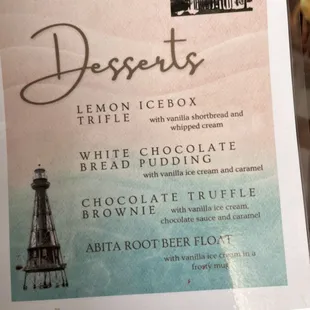 Desserts
LEMON ICEBOX
TRIFLE with vanilla shortbread and
whipped cream
WHITE CHOCOLATE
BREAD PUDDING
with vanilla ice cream and caramel
CHOCOLATE TRUFFLE
BROWNIE with vanilla ice cream,
chocolate sauce and caramel
ABITA ROOT BEER FLOAT
with vanilla ice cream in a
frosty mug